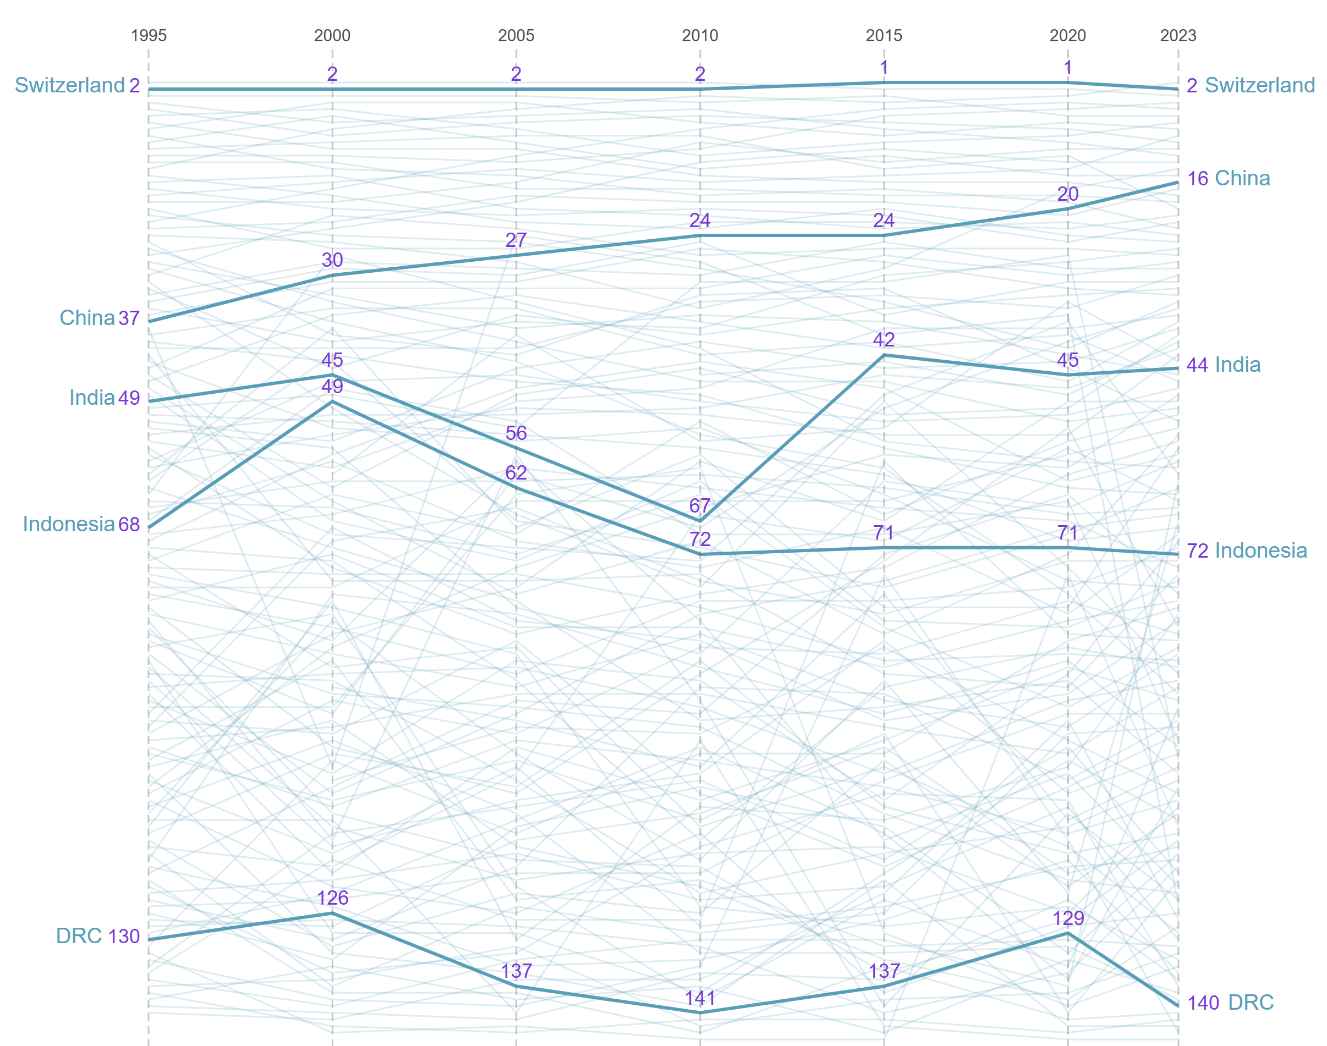 1995 2000 2005 2010 2015 2020 2023
Switzerland 2 2 2 2 1 1 2 Switzerland
China 37 30 27 24 24 20 16 China
India 49 45 56 67 42 45 44 India
Indonesia 68 49 62 72 71 71 72 Indonesia
DRC 130 126 137 141 137 129 140 DRC